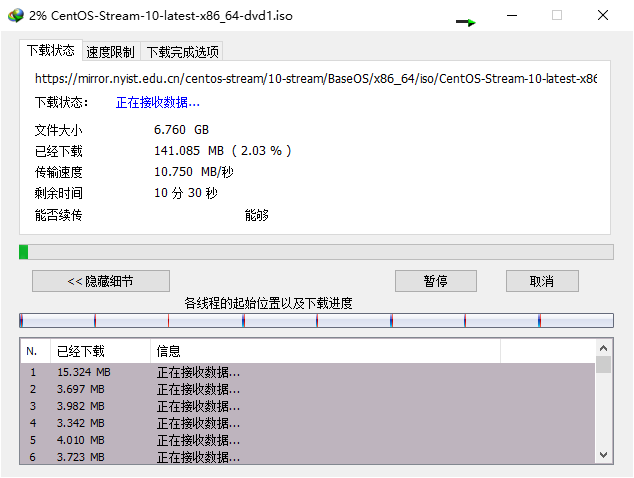 2% CentOS-Stream-10-latest-x86_64-dvd1.iso
下载状态 速度限制 下载完成选项
https://mirror.nyist.edu.cn/centos-stream/10-stream/BaseOS/x86_64/iso/CentOS-Stream-10-latest-x86
下载状态： 正在接收数据...
文件大小 6.760 GB
已经下载 141.085 MB ( 2.03 % )
传输速度 10.750 MB/秒
剩余时间 10 分 30 秒
能否续传 能够
<< 隐藏细节 暂停 取消
各线程的起始位置以及下载进度
N. 已经下载 信息
1 15.324 MB 正在接收数据...
2 3.697 MB 正在接收数据...
3 3.982 MB 正在接收数据...
4 3.342 MB 正在接收数据...
5 4.010 MB 正在接收数据...
6 3.723 MB 正在接收数据...